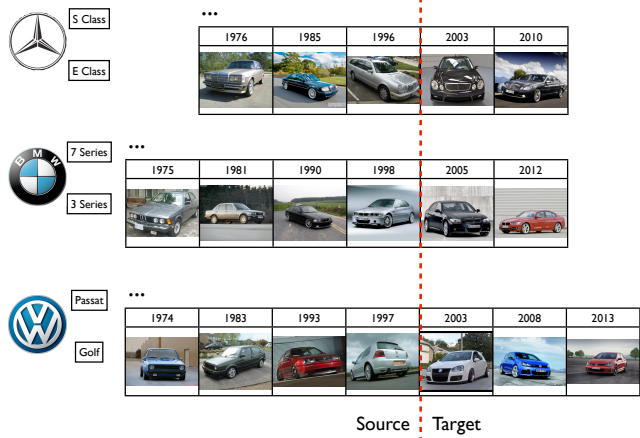 S Class
E Class
...
1976 1985 1996 2003 2010
BMW
7 Series
3 Series
...
1975 1981 1990 1998 2005 2012
Passat
Golf
...
1974 1983 1993 1997 2003 2008 2013
Source Target